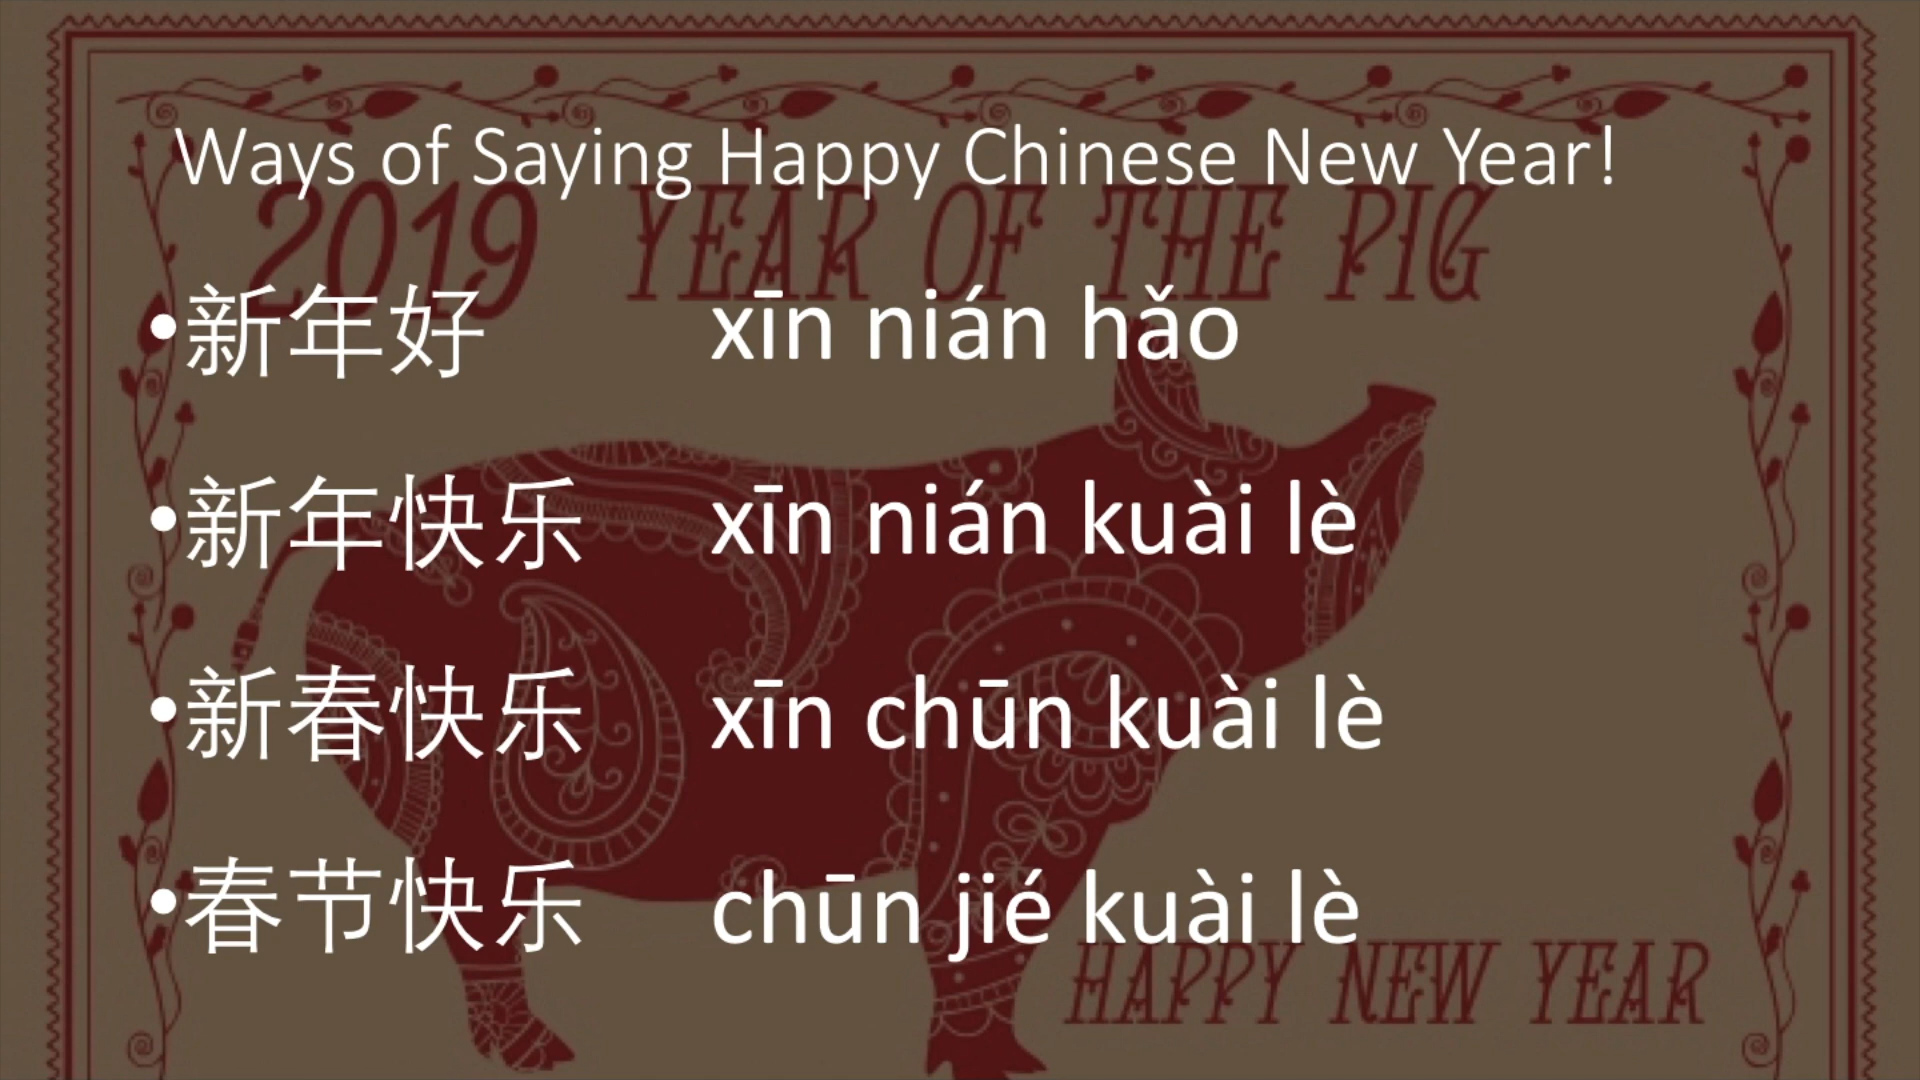 Ways of Saying Happy Chinese New Year!
2019 YEAR OF THE PIG
•新年好 xīn nián hǎo
•新年快乐 xīn nián kuài lè
•新春快乐 xīn chūn kuài lè
•春节快乐 chūn jié kuài lè
HAPPY NEW YEAR